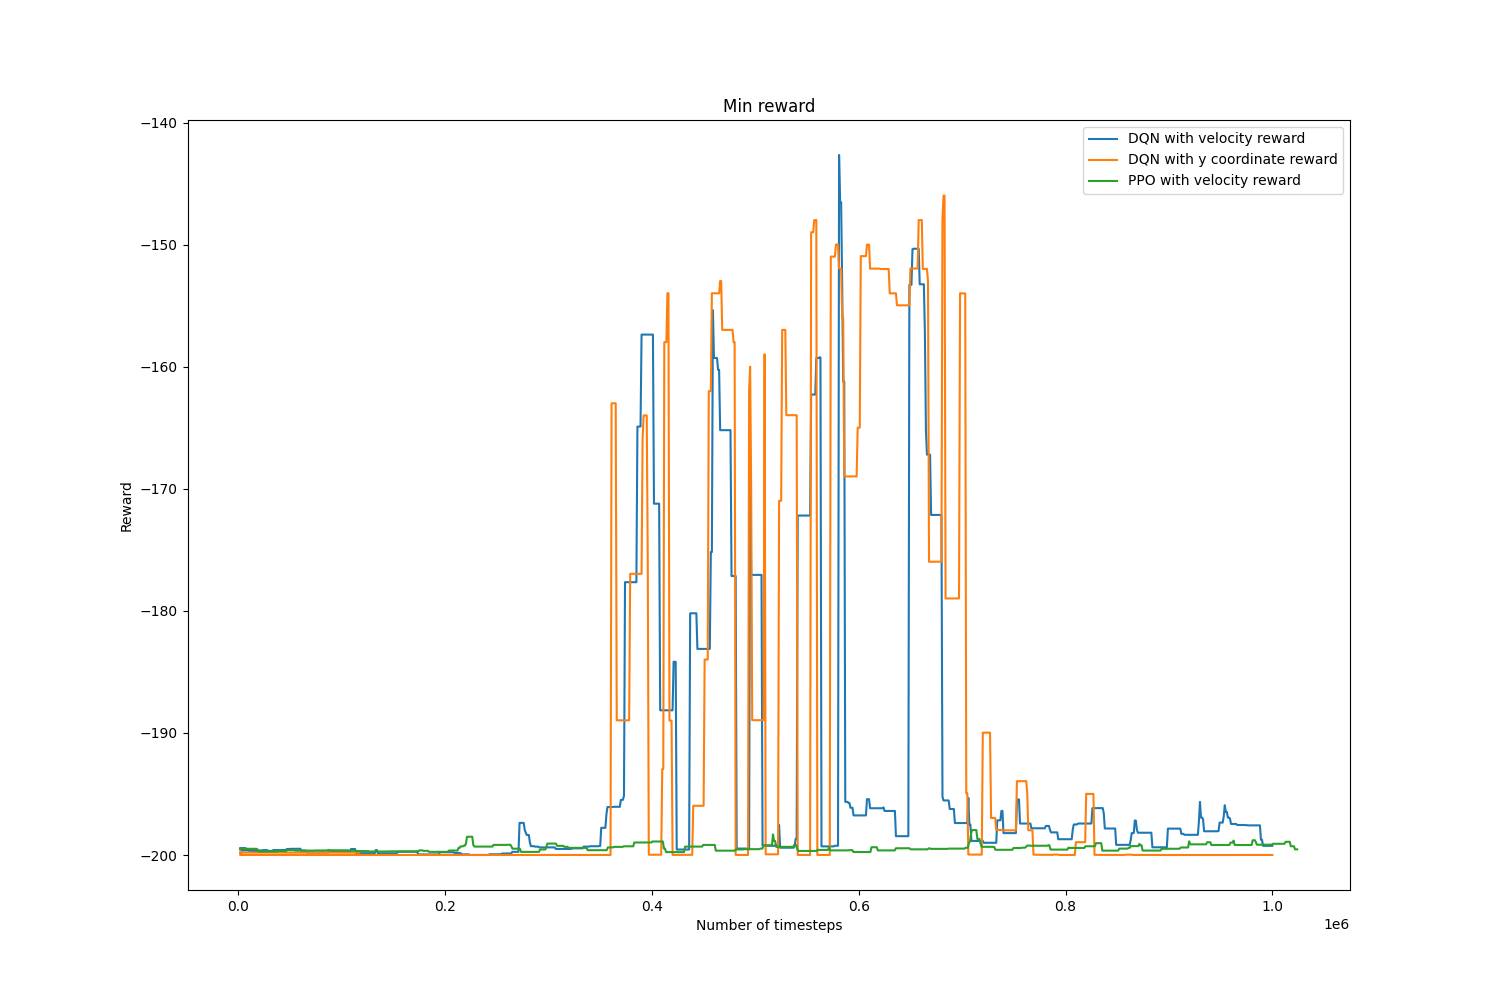 Min reward
−140
−150
−160
−170
−180
−190
−200
Reward
DQN with velocity reward
DQN with y coordinate reward
PPO with velocity reward
0.0 0.2 0.4 0.6 0.8 1.0
1e6
Number of timesteps